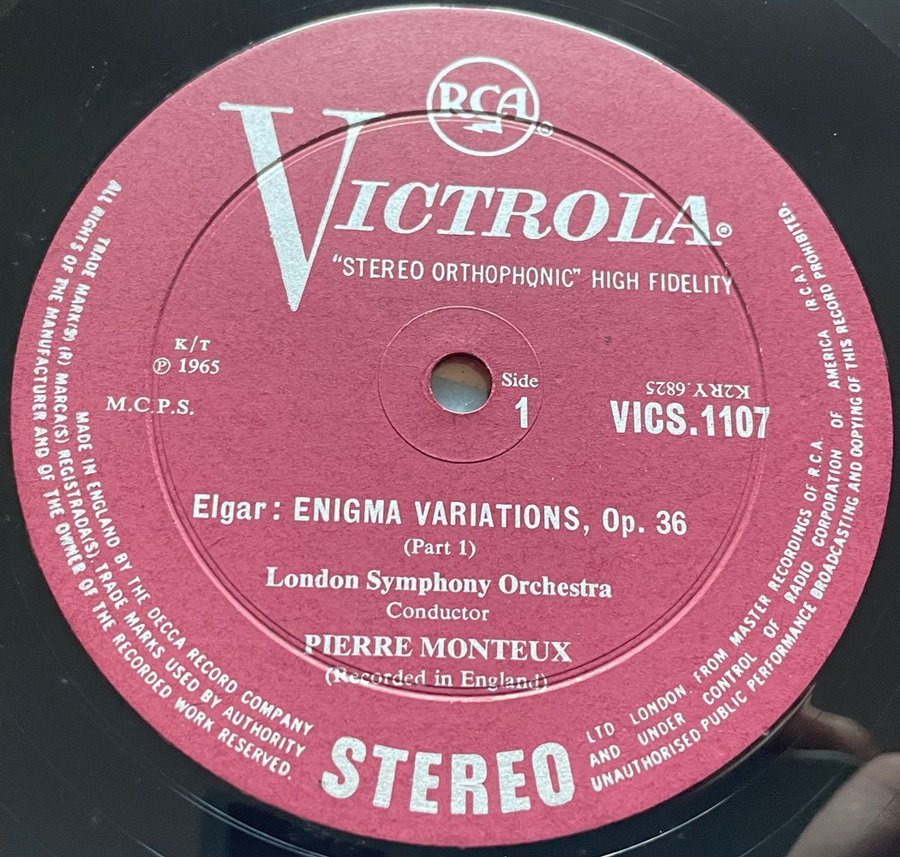 RCA®
VICTROLA®
"STEREO ORTHOPHONIC" HIGH FIDELITY
K/T
℗ 1965
M.C.P.S.
Side
1
K2RY.6825
VICS.1107
Elgar: ENIGMA VARIATIONS, Op. 36
(Part 1)
London Symphony Orchestra
Conductor
PIERRE MONTEUX
(Recorded in England)
STEREO
MADE IN ENGLAND BY THE DECCA RECORD COMPANY LTD. LONDON, FROM MASTER RECORDINGS OF R.C.A.
TRADE MARK(S) (R) MARCA(S) REGISTRADA(S). TRADE MARKS USED BY AUTHORITY AND UNDER CONTROL OF RADIO CORPORATION OF AMERICA (R.C.A.)
ALL RIGHTS OF THE MANUFACTURER AND OF THE OWNER OF THE RECORDED WORK RESERVED. UNAUTHORISED PUBLIC PERFORMANCE BROADCASTING AND COPYING OF THIS RECORD PROHIBITED.